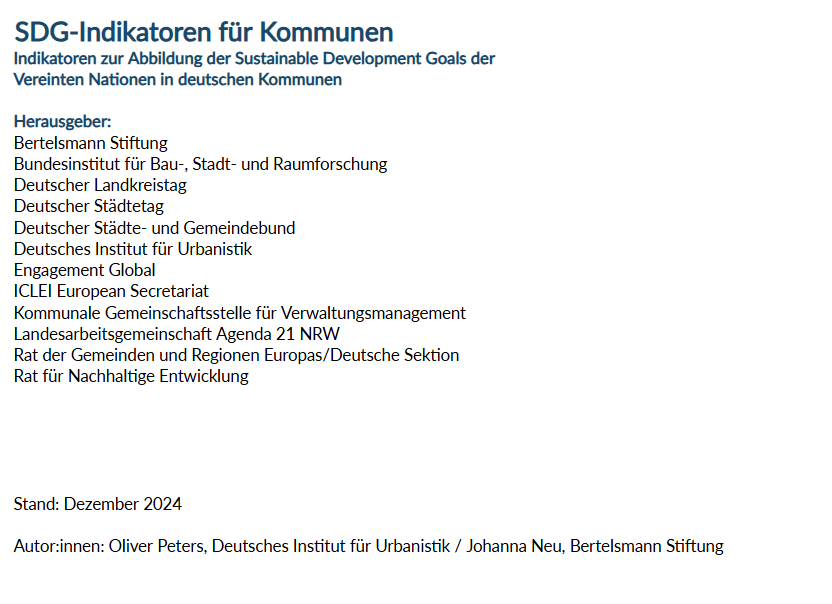 SDG-Indikatoren für Kommunen
Indikatoren zur Abbildung der Sustainable Development Goals der
Vereinten Nationen in deutschen Kommunen
Herausgeber:
Bertelsmann Stiftung
Bundesinstitut für Bau-, Stadt- und Raumforschung
Deutscher Landkreistag
Deutscher Städtetag
Deutscher Städte- und Gemeindebund
Deutsches Institut für Urbanistik
Engagement Global
ICLEI European Secretariat
Kommunale Gemeinschaftsstelle für Verwaltungsmanagement
Landesarbeitsgemeinschaft Agenda 21 NRW
Rat der Gemeinden und Regionen Europas/Deutsche Sektion
Rat für Nachhaltige Entwicklung
Stand: Dezember 2024
Autor:innen: Oliver Peters, Deutsches Institut für Urbanistik / Johanna Neu, Bertelsmann Stiftung